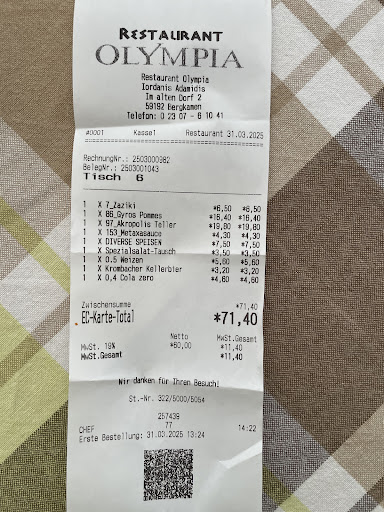 RESTAURANT
OLYMPIA
Restaurant Olympia
Iordanis Adamidis
Im alten Dorf 2
59192 Bergkamen
Telefon: 0 23 07 - 6 10 41
#0001 Kasse1 Restaurant 31.03.2025
RechnungNr.: 2503000982
BelegNr.: 2503001043
Tisch 6
1 X 7_Zaziki *6,50 *6,50
1 X 86_Gyros Pommes *16,40 *16,40
1 X 97_Akropolis Teller *19,80 *19,80
1 X 153_Metaxasauce *4,30 *4,30
1 X DIVERSE SPEISEN *7,50 *7,50
1 X Spezialsalat-Tausch *3,50 *3,50
1 X 0.5 Weizen *5,60 *5,60
1 X Krombacher Kellerbier *3,20 *3,20
1 X 0,4 Cola zero *4,60 *4,60
Zwischensumme *71,40
EC-Karte-Total *71,40
Netto MwSt.Gesamt
MwSt. 19% *60,00 *11,40
MwSt.Gesamt *11,40
Wir danken für Ihren Besuch!
St.-Nr. 322/5000/5054
257439
CHEF 77 14:22
Erste Bestellung: 31.03.2025 13:24